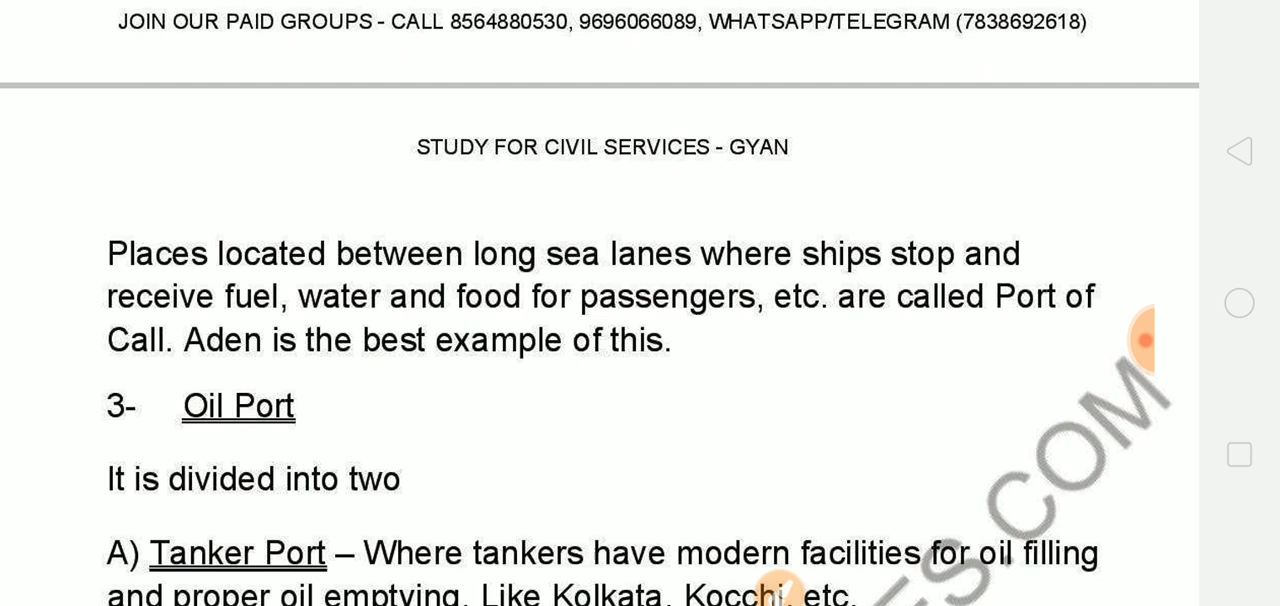 JOIN OUR PAID GROUPS - CALL 8564880530, 9696066089, WHATSAPP/TELEGRAM (7838692618)
STUDY FOR CIVIL SERVICES - GYAN
Places located between long sea lanes where ships stop and
receive fuel, water and food for passengers, etc. are called Port of
Call. Aden is the best example of this.
3- Oil Port
It is divided into two
A) Tanker Port – Where tankers have modern facilities for oil filling
and proper oil emptying. Like Kolkata, Kocchi, etc.
ES.COM